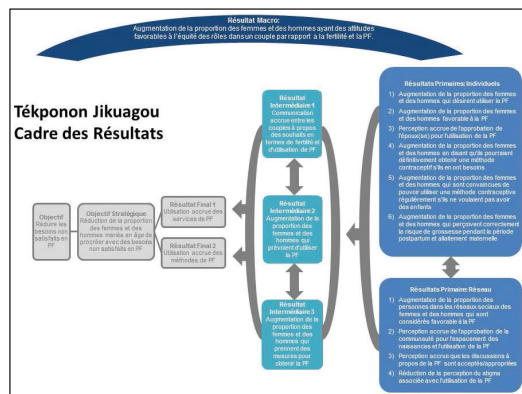 Résultat Macro:
Augmentation de la proportion des femmes et des hommes ayant des attitudes
favorables à l'équité des rôles dans un couple par rapport a la fertilité et la PF.
Tékponon Jikuagou
Cadre des Résultats
Objectif
Réduire les
besoins non
satisfaits en
PF
Objectif Stratégique
Réduction de la proportion
des femmes et des
hommes mariés en âge de
procréer avec des besoins
non satisfaits en PF
Résultat Final 1
Utilisation accrue des
services de PF
Résultat Final 2
Utilisation accrue des
méthodes de PF
Résultat
Intermédiaire 1
Communication
accrue entre les
couples à propos
des souhaits en
termes de fertilité et
d'utilisation de PF
Résultat
Intermédiaire 2
Augmentation de la
proportion des
femmes et des
hommes qui
prévoient d'utiliser
la PF
Résultat
Intermédiaire 3
Augmentation de
la proportion des
femmes et des
hommes qui
prennent des
mesures pour
obtenir la PF
Résultats Primaires Individuels
1) Augmentation de la proportion des femmes
et des hommes qui désirent utiliser la PF
2) Augmentation de la proportion des femmes
et des hommes favorable à la PF
3) Perception accrue de l'approbation de
l'époux(se) pour l'utilisation de la PF
4) Augmentation de la proportion des femmes
et des hommes en disant qu'ils pourraient
définitivement obtenir une méthode
contraceptif s'ils en ont besoins
5) Augmentation de la proportion des femmes
et des hommes qui sont convaincues de
pouvoir utiliser une méthode contraceptive
régulièrement s'ils ne voulaient pas avoir
des enfants
6) Augmentation de la proportion des femmes
et des hommes qui perçoivent correctement
le risque de grossesse pendant la période
postpartum et allaitement maternelle
Résultats Primaires Réseau
1) Augmentation de la proportion des
personnes dans les réseaux sociaux des
femmes et des hommes qui sont
considérés favorable à la PF
2) Perception accrue de l'approbation de la
communauté pour l'espacement des
naissances et l'utilisation de la PF
3) Perception accrue que les discussions à
propos de la PF sont acceptés/appropriées
4) Réduction de la perception du stigma
associée avec l'utilisation de la PF